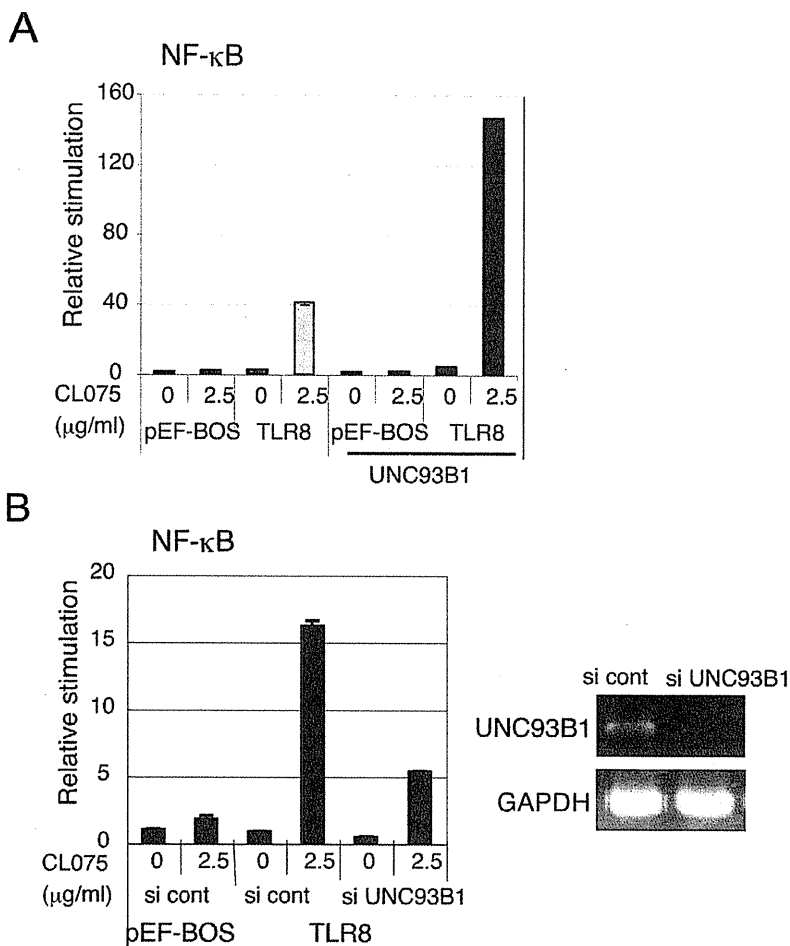 A
NF-κB
Relative stimulation
160
120
80
40
0
CL075 0 2.5 0 2.5 0 2.5 0 2.5
(μg/ml) pEF-BOS TLR8 pEF-BOS TLR8
UNC93B1
B
NF-κB
Relative stimulation
20
15
10
5
0
CL075 0 2.5 0 2.5 0 2.5
(μg/ml) si cont si cont si UNC93B1
pEF-BOS TLR8
si cont si UNC93B1
UNC93B1
GAPDH